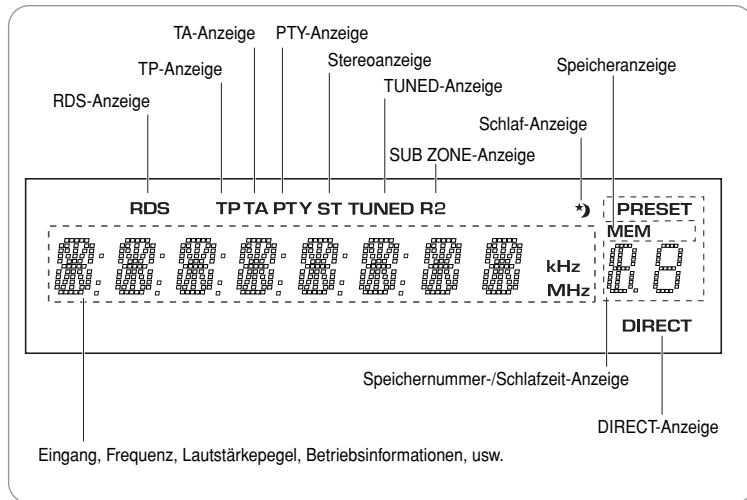 TA-Anzeige PTY-Anzeige
Stereoanzeige
TP-Anzeige
Speicheranzeige
TUNED-Anzeige
RDS-Anzeige
Schlaf-Anzeige
SUB ZONE-Anzeige
RDS TP TA PTY ST TUNED R2 PRESET
MEM
kHz
MHz
DIRECT
Speichernummer-/Schlafzeit-Anzeige
DIRECT-Anzeige
Eingang, Frequenz, Lautstärkepegel, Betriebsinformationen, usw.